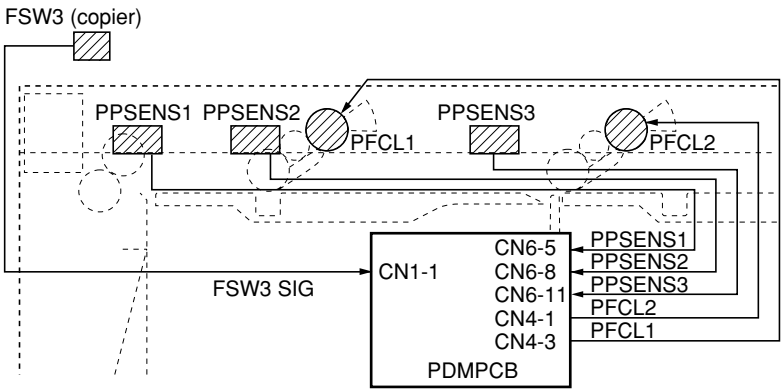 FSW3 (copier)
PPSENS1 PPSENS2 PPSENS3
PFCL1 PFCL2
CN6-5 PPSENS1
CN1-1 CN6-8 PPSENS2
FSW3 SIG CN6-11 PPSENS3
CN4-1 PFCL2
CN4-3 PFCL1
PDMPCB